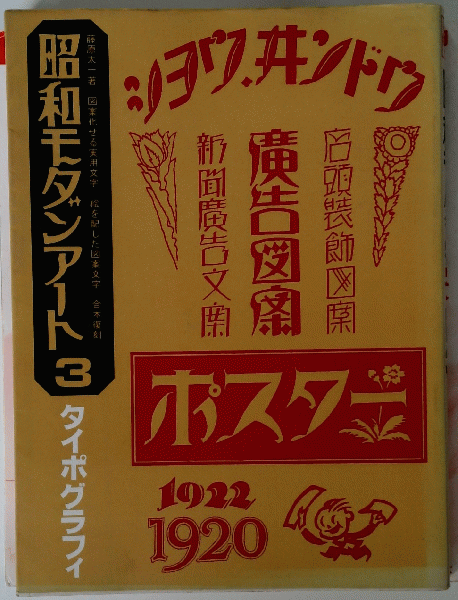 ショウ.ヰンドウ
店頭装飾図案
廣告図案
新聞廣告文案
ポスター
1922
1920
藤原太一著 図案化せる実用文字 絵を配した図案文字 合本複刻
昭和モダンアート3
タイポグラフィ